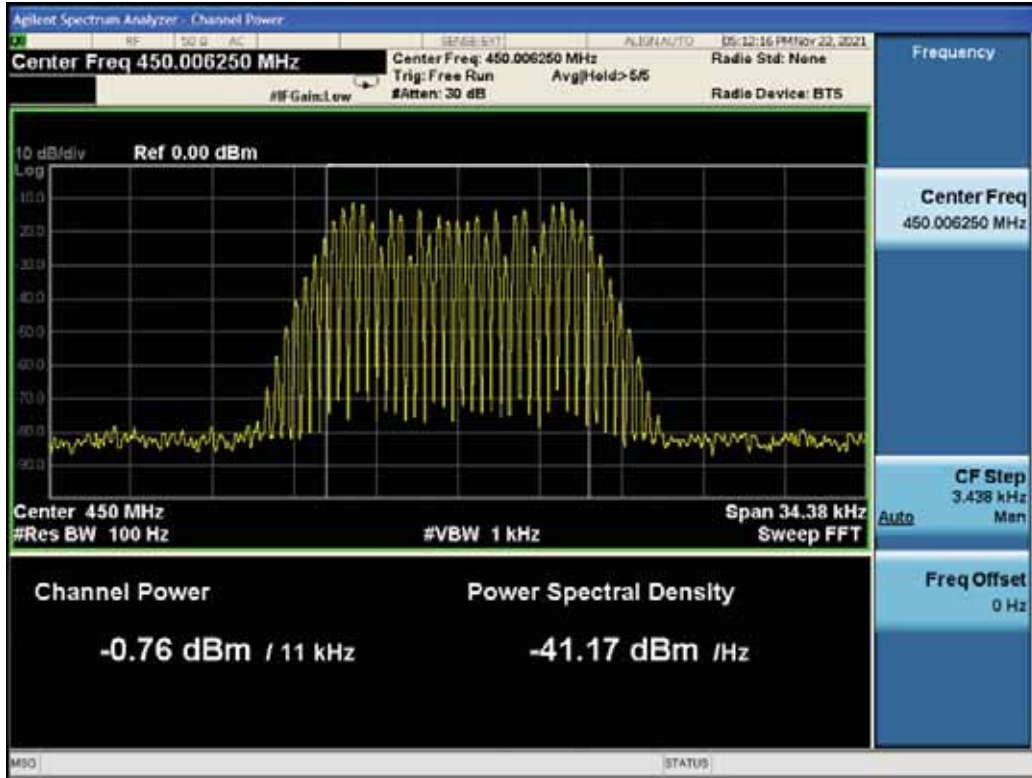 Agilent Spectrum Analyzer - Channel Power
RF 50 Ω AC SENSE:EXT ALIGNAUTO 05:12:16 PM Nov 22, 2021
Center Freq 450.006250 MHz
#IFGain:Low
Center Freq: 450.006250 MHz
Trig: Free Run Avg|Hold:>5/5
#Atten: 30 dB
Radio Std: None
Radio Device: BTS
10 dB/div Ref 0.00 dBm
Log
-10.0
-20.0
-30.0
-40.0
-50.0
-60.0
-70.0
-80.0
-90.0
Center 450 MHz Span 34.38 kHz
#Res BW 100 Hz #VBW 1 kHz Sweep FFT
Channel Power Power Spectral Density
-0.76 dBm / 11 kHz -41.17 dBm /Hz
MSG STATUS
Frequency
Center Freq
450.006250 MHz
CF Step
3.438 kHz
Auto Man
Freq Offset
0 Hz